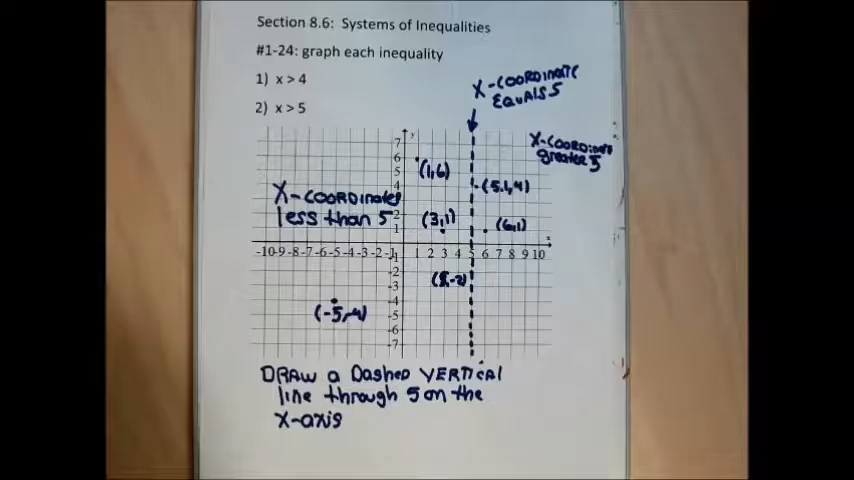 Section 8.6: Systems of Inequalities
#1-24: graph each inequality
1) x > 4
2) x > 5
X-COORDINATE
EQUALS 5
X-COORDINATE
greater 5
y
7
6
5
(1,6)
4
(5.1,4)
X-COORDINATES
less than 5
2
(3,1)
1
(6,1)
x
-10 -9 -8 -7 -6 -5 -4 -3 -2 -1 1 2 3 4 5 6 7 8 9 10
-1
-2
-3
-4
(-5,-4)
-5
-6
-7
DRAW a Dashed VERTICAL
line through 5 on the
X-axis